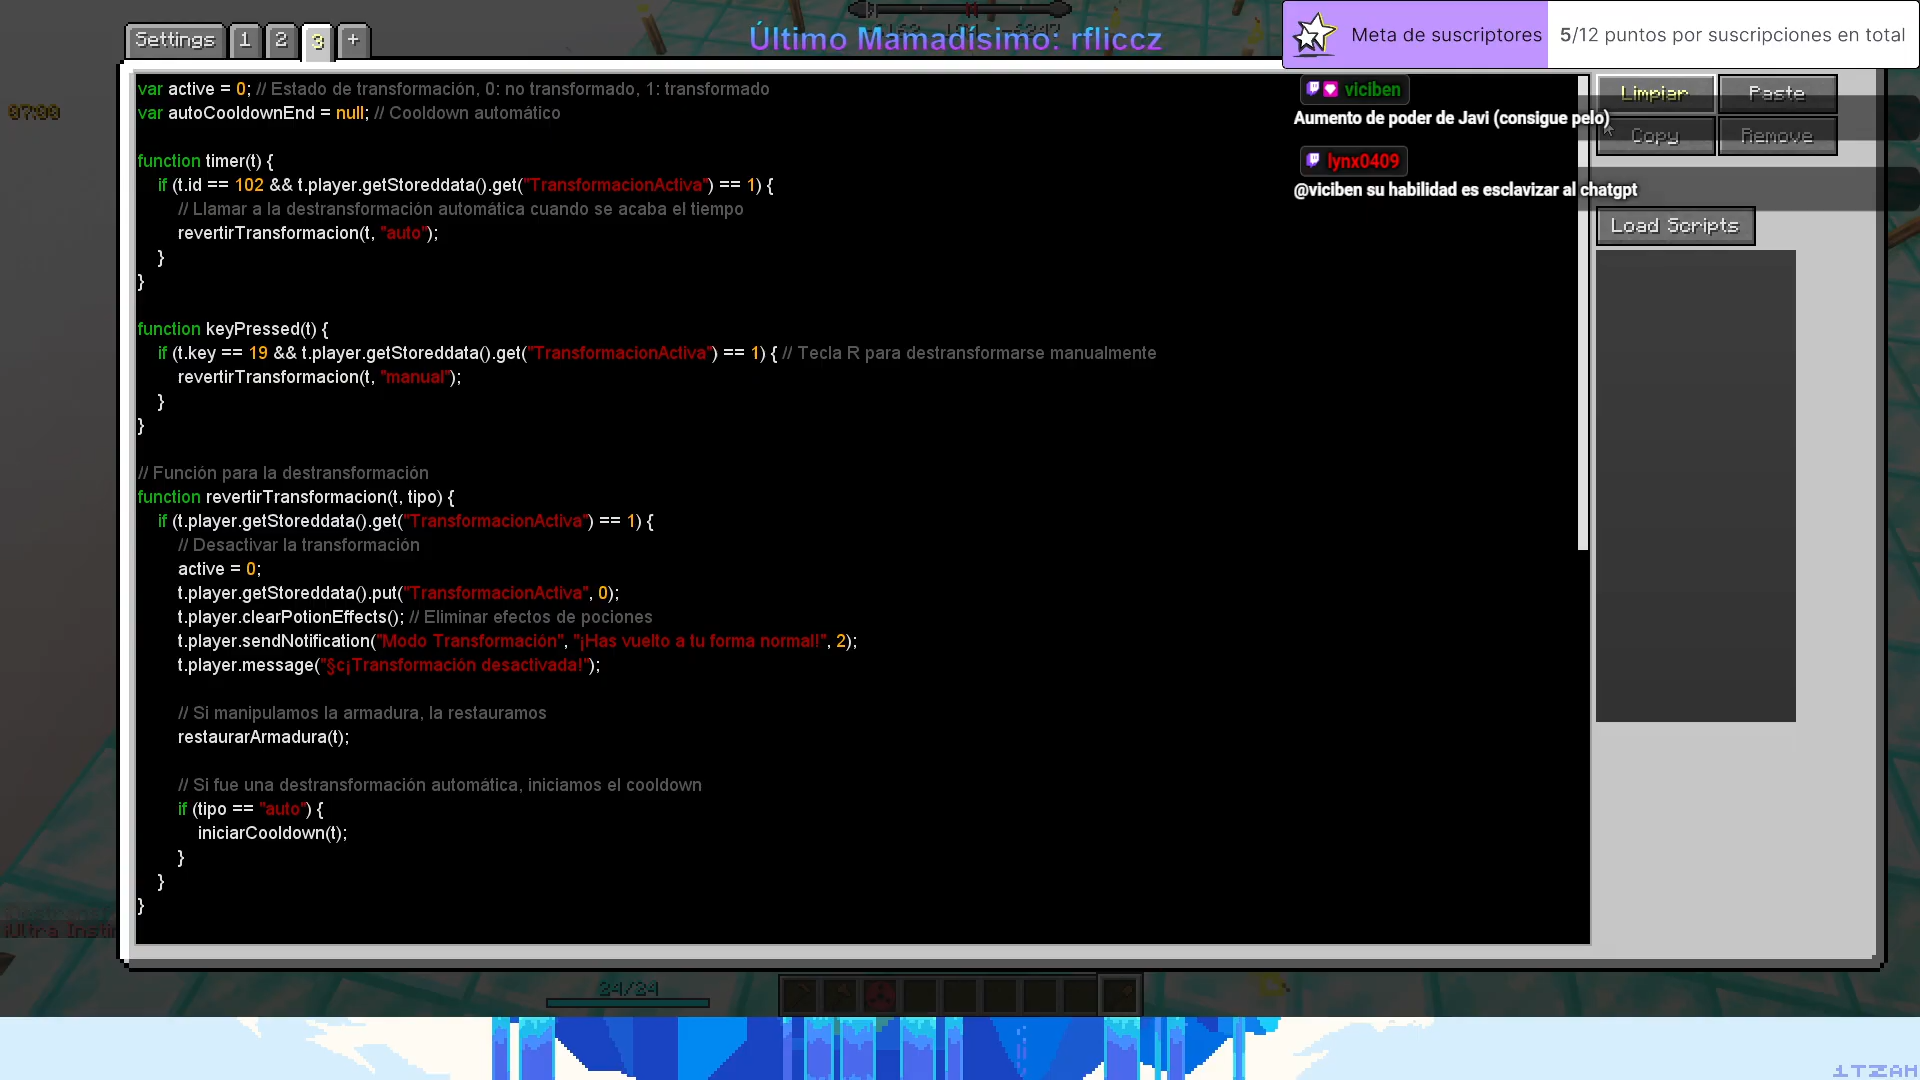 Settings
1
2
3
+
Último Mamadísimo: rfliccz
Meta de suscriptores
5/12 puntos por suscripciones en total
07:00
var active = 0; // Estado de transformación, 0: no transformado, 1: transformado
var autoCooldownEnd = null; // Cooldown automático
function timer(t) {
if (t.id == 102 && t.player.getStoreddata().get("TransformacionActiva") == 1) {
// Llamar a la destransformación automática cuando se acaba el tiempo
revertirTransformacion(t, "auto");
}
}
function keyPressed(t) {
if (t.key == 19 && t.player.getStoreddata().get("TransformacionActiva") == 1) { // Tecla R para destransformarse manualmente
revertirTransformacion(t, "manual");
}
}
// Función para la destransformación
function revertirTransformacion(t, tipo) {
if (t.player.getStoreddata().get("TransformacionActiva") == 1) {
// Desactivar la transformación
active = 0;
t.player.getStoreddata().put("TransformacionActiva", 0);
t.player.clearPotionEffects(); // Eliminar efectos de pociones
t.player.sendNotification("Modo Transformación", "¡Has vuelto a tu forma normal!", 2);
t.player.message("§c¡Transformación desactivada!");
// Si manipulamos la armadura, la restauramos
restaurarArmadura(t);
// Si fue una destransformación automática, iniciamos el cooldown
if (tipo == "auto") {
iniciarCooldown(t);
}
}
}
viciben
Aumento de poder de Javi (consigue pelo)
lynx0409
@viciben su habilidad es esclavizar al chatgpt
Limpiar
Paste
Copy
Remove
Load Scripts
¡Ultra Insti
24/24
1TZAM